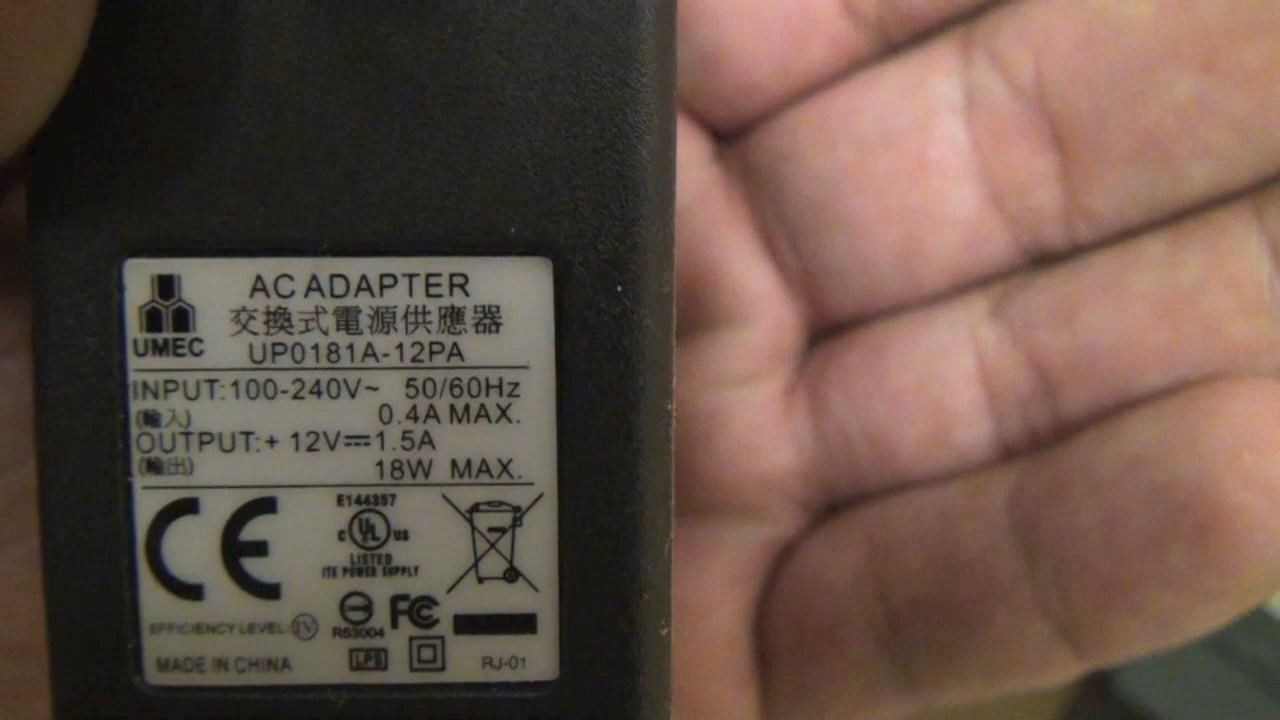 AC ADAPTER
交換式電源供應器
UMEC
UP0181A-12PA
INPUT:100-240V~ 50/60Hz
(輸入) 0.4A MAX.
OUTPUT:+ 12V⎓1.5A
(輸出) 18W MAX.
CE
E144357
c UL us
LISTED
ITE POWER SUPPLY
EFFICIENCY LEVEL: IV
R53004
FC
LPS
MADE IN CHINA
RJ-01